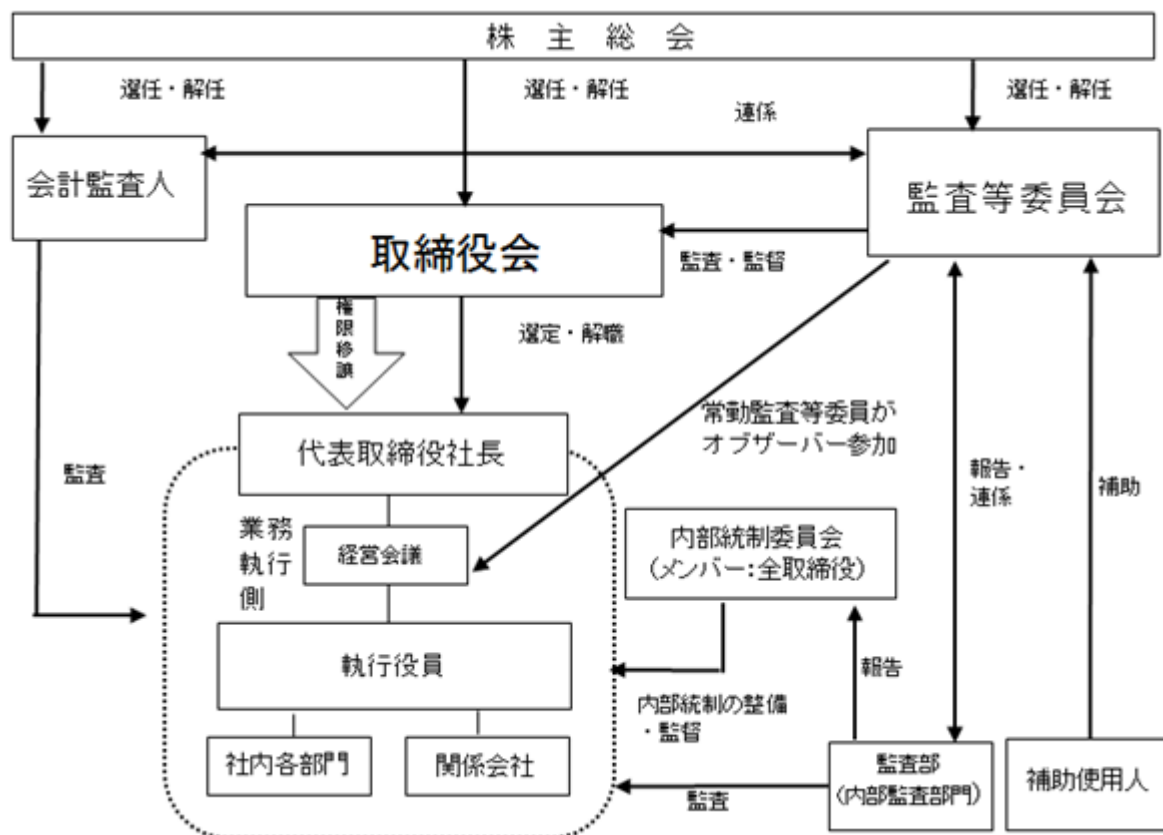 株 主 総 会
選任・解任
選任・解任
選任・解任
連係
会計監査人
監査等委員会
取締役会
監査・監督
権
限
移
譲
選定・解職
常勤監査等委員が
オブザーバー参加
代表取締役社長
監査
報告・
連係
補助
業務
執行
側
経営会議
内部統制委員会
(メンバー:全取締役)
執行役員
報告
内部統制の整備
・監督
社内各部門
関係会社
監査
監査部
(内部監査部門)
補助使用人